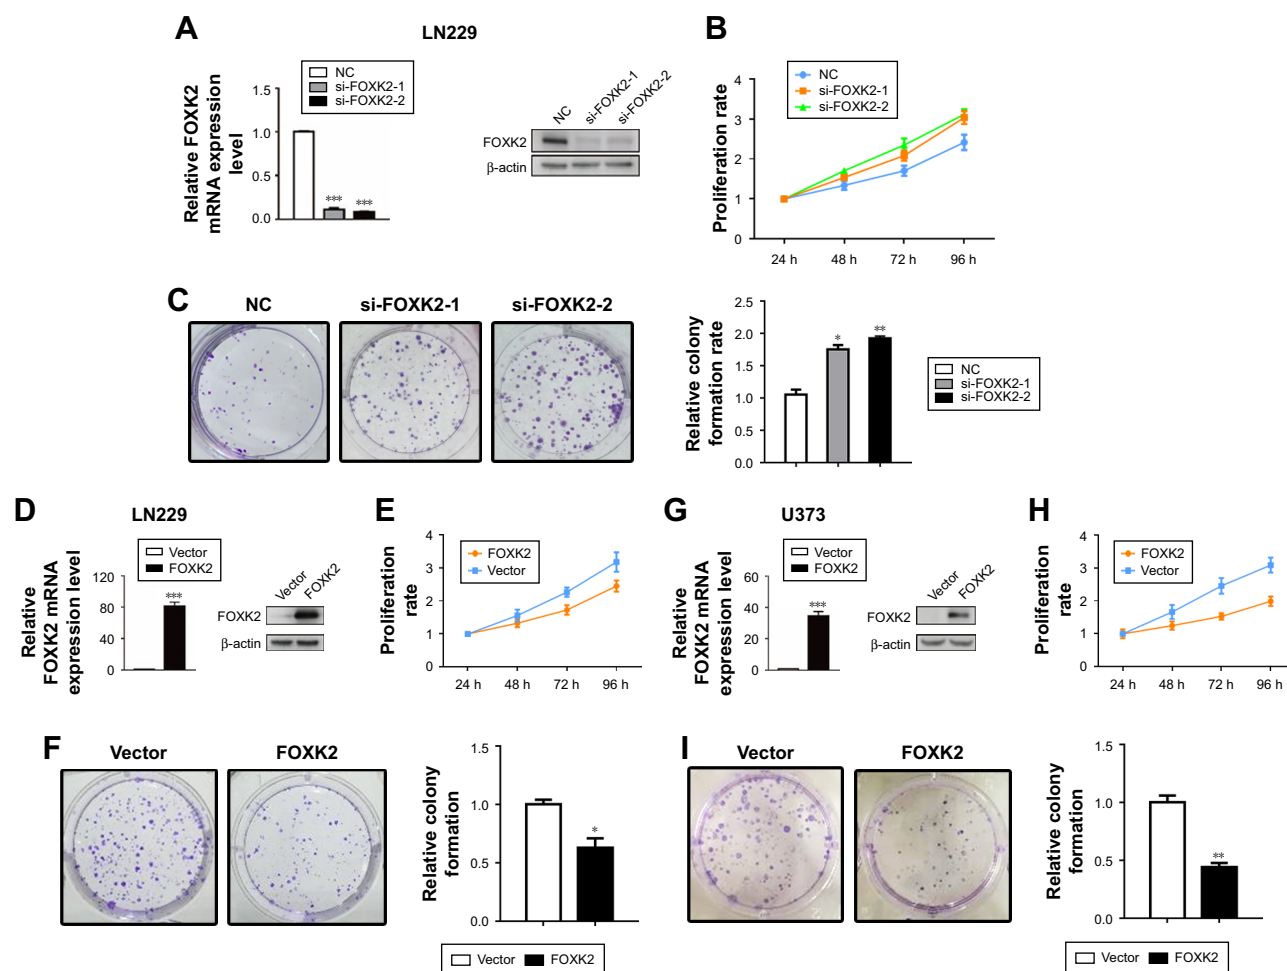 A
LN229
B
NC
si-FOXK2-1
si-FOXK2-2
Relative FOXK2
mRNA expression
level
1.5
1.0
0.5
0.0
***
***
NC
si-FOXK2-1
si-FOXK2-2
FOXK2
β-actin
NC
si-FOXK2-1
si-FOXK2-2
Proliferation rate
4
3
2
1
0
24 h
48 h
72 h
96 h
C
NC
si-FOXK2-1
si-FOXK2-2
Relative colony
formation rate
2.5
2.0
1.5
1.0
0.5
0.0
*
**
NC
si-FOXK2-1
si-FOXK2-2
D
LN229
Vector
FOXK2
Relative
FOXK2 mRNA
expression level
120
80
40
0
***
Vector
FOXK2
FOXK2
β-actin
E
FOXK2
Vector
Proliferation
rate
4
3
2
1
0
24 h
48 h
72 h
96 h
G
U373
Vector
FOXK2
Relative
FOXK2 mRNA
expression level
60
40
20
0
***
Vector
FOXK2
FOXK2
β-actin
H
FOXK2
Vector
Proliferation
rate
4
3
2
1
0
24 h
48 h
72 h
96 h
F
Vector
FOXK2
Relative colony
formation
1.5
1.0
0.5
0.0
*
Vector
FOXK2
I
Vector
FOXK2
Relative colony
formation
1.5
1.0
0.5
0.0
**
Vector
FOXK2